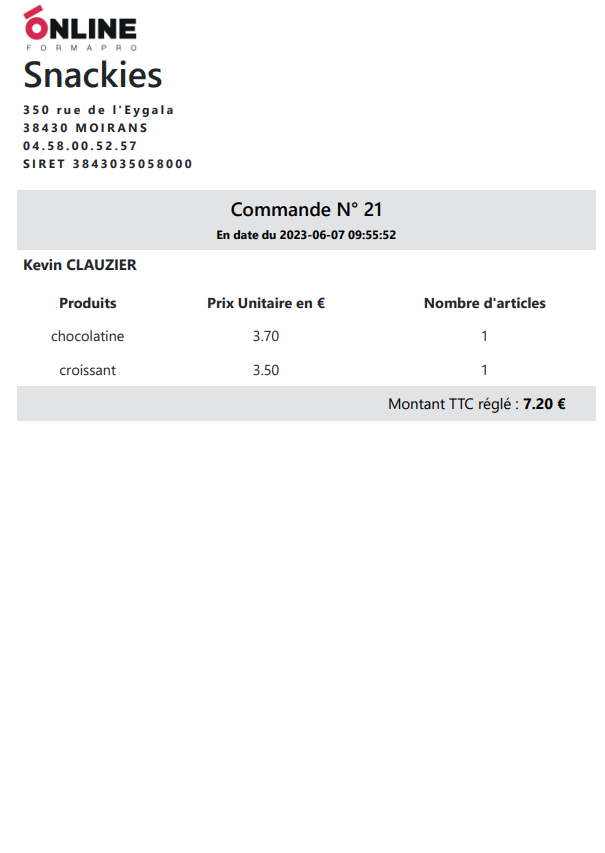 ONLINE
FORMAPRO
Snackies
350 rue de l'Eygala
38430 MOIRANS
04.58.00.52.57
SIRET 3843035058000
Commande N° 21
En date du 2023-06-07 09:55:52
Kevin CLAUZIER
Produits Prix Unitaire en € Nombre d'articles
chocolatine 3.70 1
croissant 3.50 1
Montant TTC réglé : 7.20 €